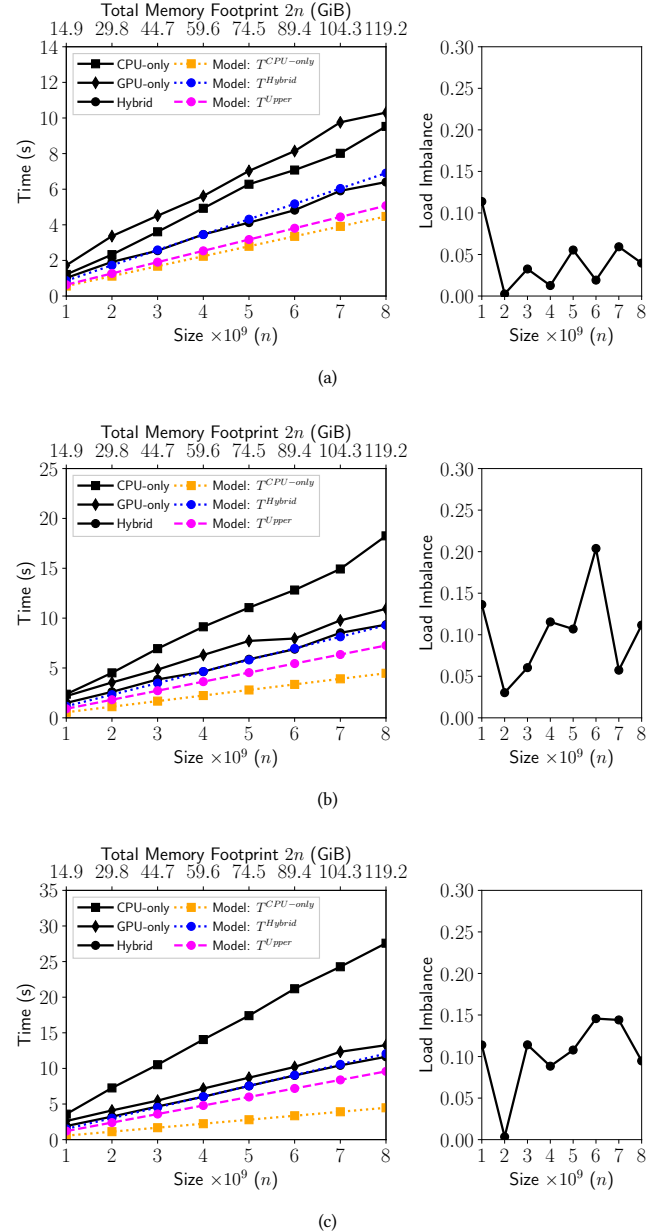 Total Memory Footprint 2n (GiB)
14.9 29.8 44.7 59.6 74.5 89.4 104.3 119.2
14
12
10
8
6
4
2
0
Time (s)
CPU-only
GPU-only
Hybrid
Model: T^CPU-only
Model: T^Hybrid
Model: T^Upper
1 2 3 4 5 6 7 8
Size ×10^9 (n)
0.30
0.25
0.20
0.15
0.10
0.05
0.00
Load Imbalance
1 2 3 4 5 6 7 8
Size ×10^9 (n)
(a)
Total Memory Footprint 2n (GiB)
14.9 29.8 44.7 59.6 74.5 89.4 104.3 119.2
25
20
15
10
5
0
Time (s)
CPU-only
GPU-only
Hybrid
Model: T^CPU-only
Model: T^Hybrid
Model: T^Upper
1 2 3 4 5 6 7 8
Size ×10^9 (n)
0.30
0.25
0.20
0.15
0.10
0.05
0.00
Load Imbalance
1 2 3 4 5 6 7 8
Size ×10^9 (n)
(b)
Total Memory Footprint 2n (GiB)
14.9 29.8 44.7 59.6 74.5 89.4 104.3 119.2
35
30
25
20
15
10
5
0
Time (s)
CPU-only
GPU-only
Hybrid
Model: T^CPU-only
Model: T^Hybrid
Model: T^Upper
1 2 3 4 5 6 7 8
Size ×10^9 (n)
0.30
0.25
0.20
0.15
0.10
0.05
0.00
Load Imbalance
1 2 3 4 5 6 7 8
Size ×10^9 (n)
(c)